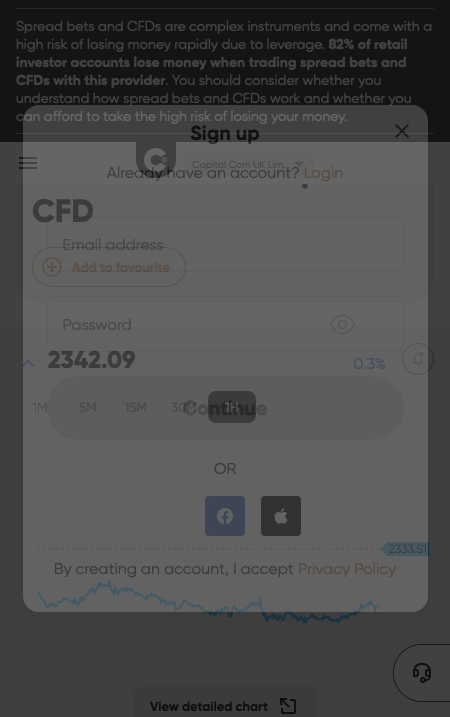 Spread bets and CFDs are complex instruments and come with a
high risk of losing money rapidly due to leverage. 82% of retail
investor accounts lose money when trading spread bets and
CFDs with this provider. You should consider whether you
understand how spread bets and CFDs work and whether you
can afford to take the high risk of losing your money.
Sign up
Capital Com UK Lim...
Already have an account? Login
CFD
Email address
Add to favourite
Password
2342.09
0.3%
1M 5M 15M 30M 1H
Continue
OR
2333.51
By creating an account, I accept Privacy Policy
View detailed chart